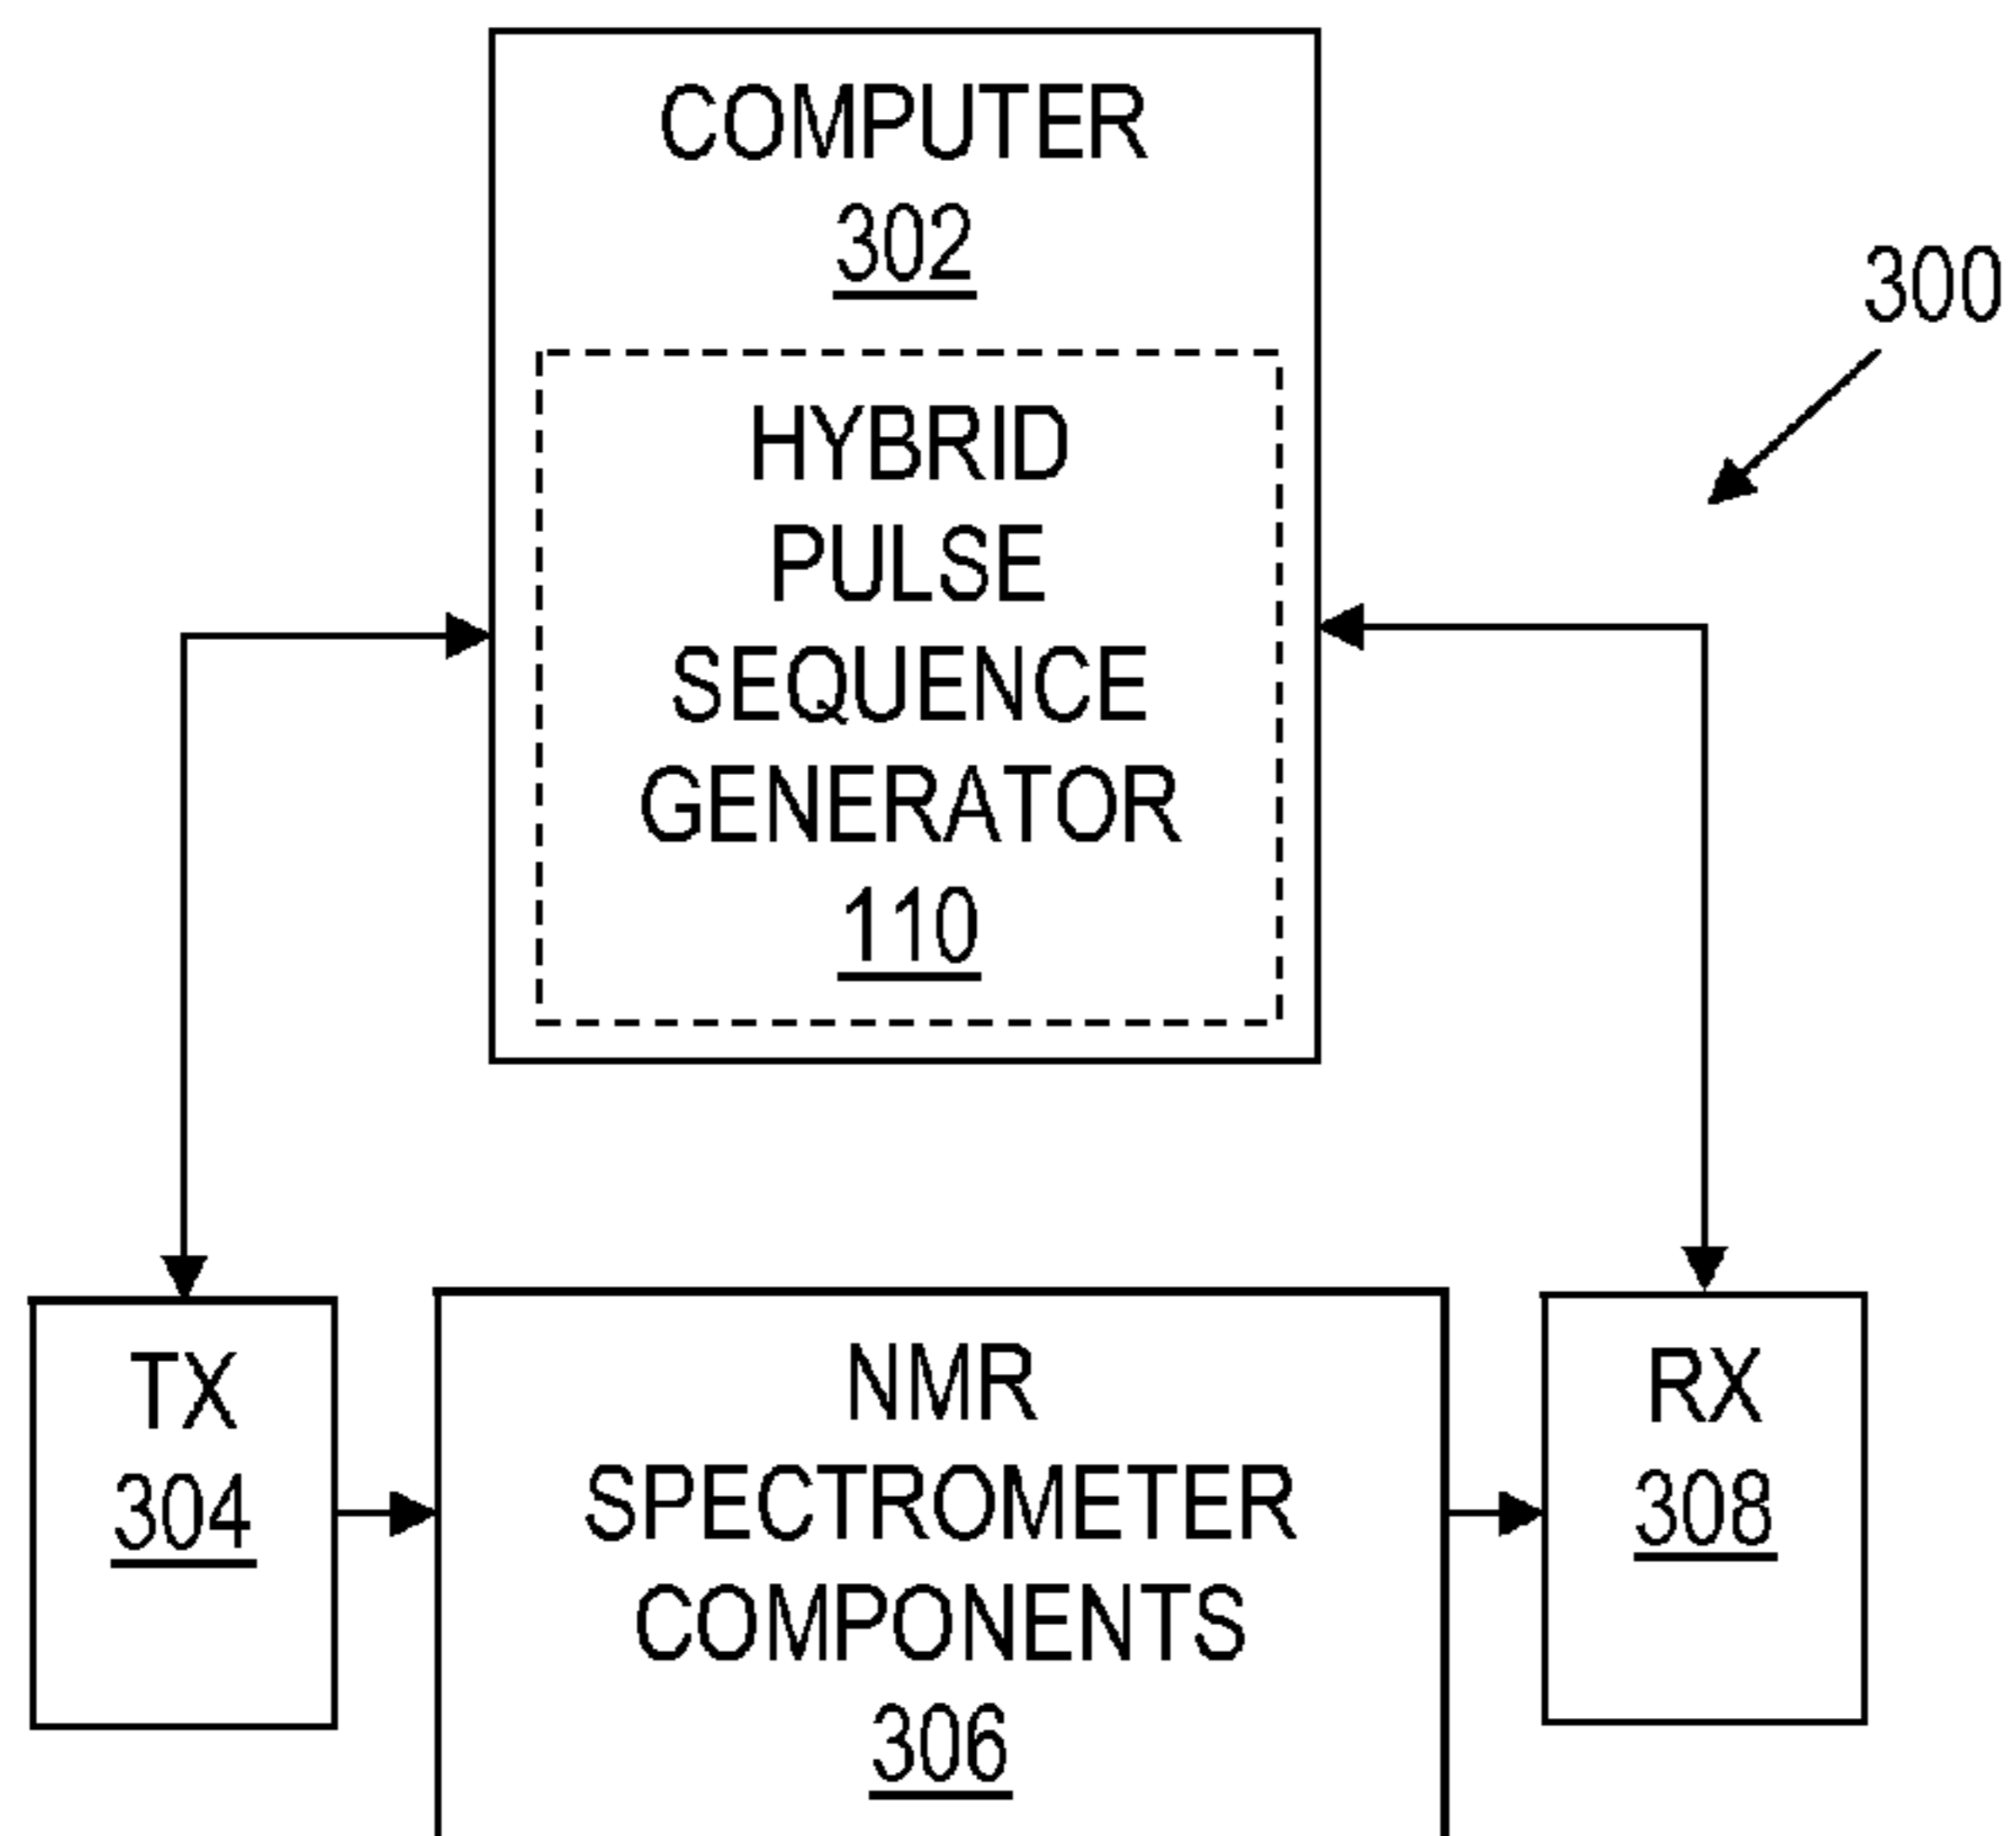 COMPUTER
302
300
HYBRID
PULSE
SEQUENCE
GENERATOR
110
TX
304
NMR
SPECTROMETER
COMPONENTS
306
RX
308